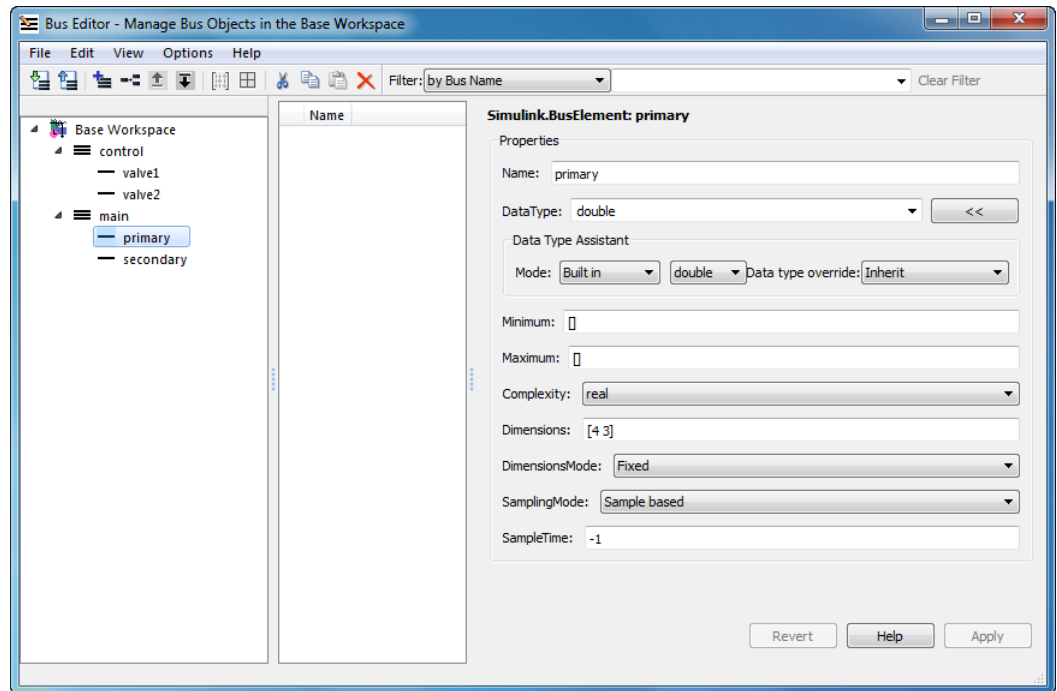 Bus Editor - Manage Bus Objects in the Base Workspace
File Edit View Options Help
Filter: by Bus Name Clear Filter
Base Workspace
control
valve1
valve2
main
primary
secondary
Name
Simulink.BusElement: primary
Properties
Name: primary
DataType: double <<
Data Type Assistant
Mode: Built in double Data type override: Inherit
Minimum: []
Maximum: []
Complexity: real
Dimensions: [4 3]
DimensionsMode: Fixed
SamplingMode: Sample based
SampleTime: -1
Revert Help Apply